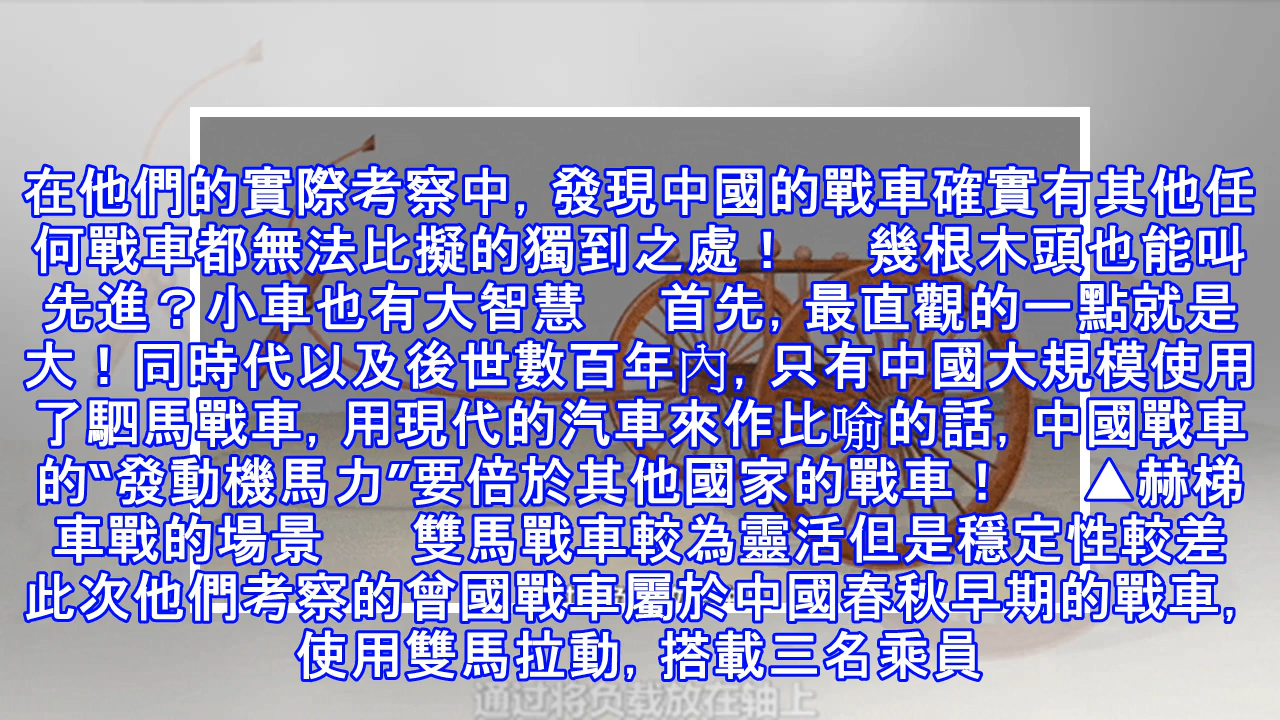 在他們的實際考察中，發現中國的戰車確實有其他任
何戰車都無法比擬的獨到之處！　幾根木頭也能叫
先進？小車也有大智慧　首先，最直觀的一點就是
大！同時代以及後世數百年內，只有中國大規模使用
了駟馬戰車，用現代的汽車來作比喻的話，中國戰車
的“發動機馬力”要倍於其他國家的戰車！　▲赫梯
車戰的場景　雙馬戰車較為靈活但是穩定性較差
此次他們考察的曾國戰車屬於中國春秋早期的戰車，
使用雙馬拉動，搭載三名乘員
通过将负载放在轴上